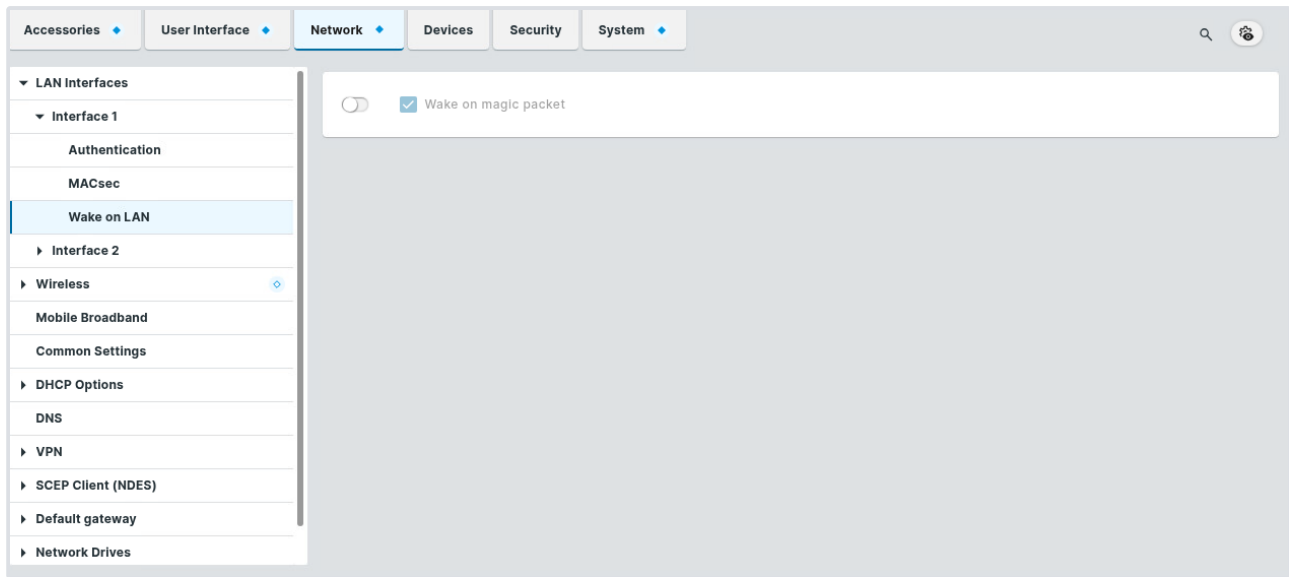 Accessories User Interface Network Devices Security System
LAN Interfaces
Interface 1
Authentication
MACsec
Wake on LAN
Interface 2
Wireless
Mobile Broadband
Common Settings
DHCP Options
DNS
VPN
SCEP Client (NDES)
Default gateway
Network Drives
Wake on magic packet